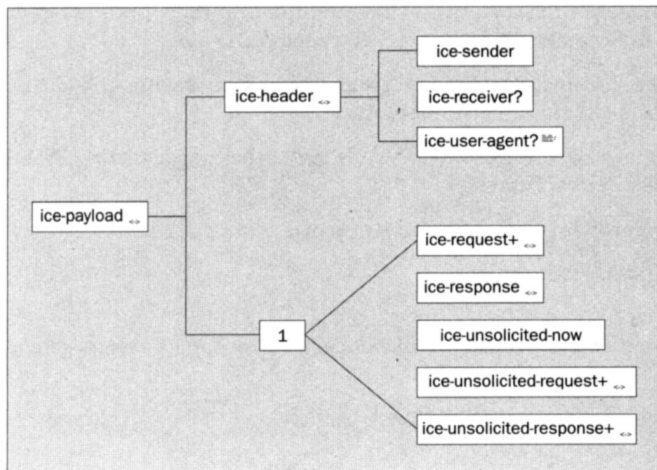 ice-sender
ice-header <>
ice-receiver?
,
ice-user-agent?
ice-payload <>
ice-request+ <>
ice-response <>
1
ice-unsolicited-now
ice-unsolicited-request+ <>
ice-unsolicited-response+ <>